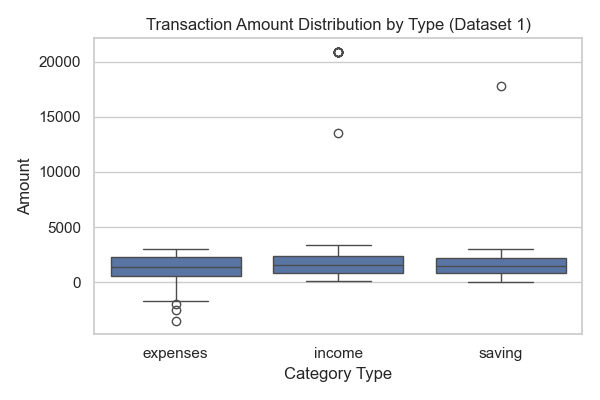 Transaction Amount Distribution by Type (Dataset 1)
20000
15000
10000
5000
0
Amount
expenses income saving
Category Type